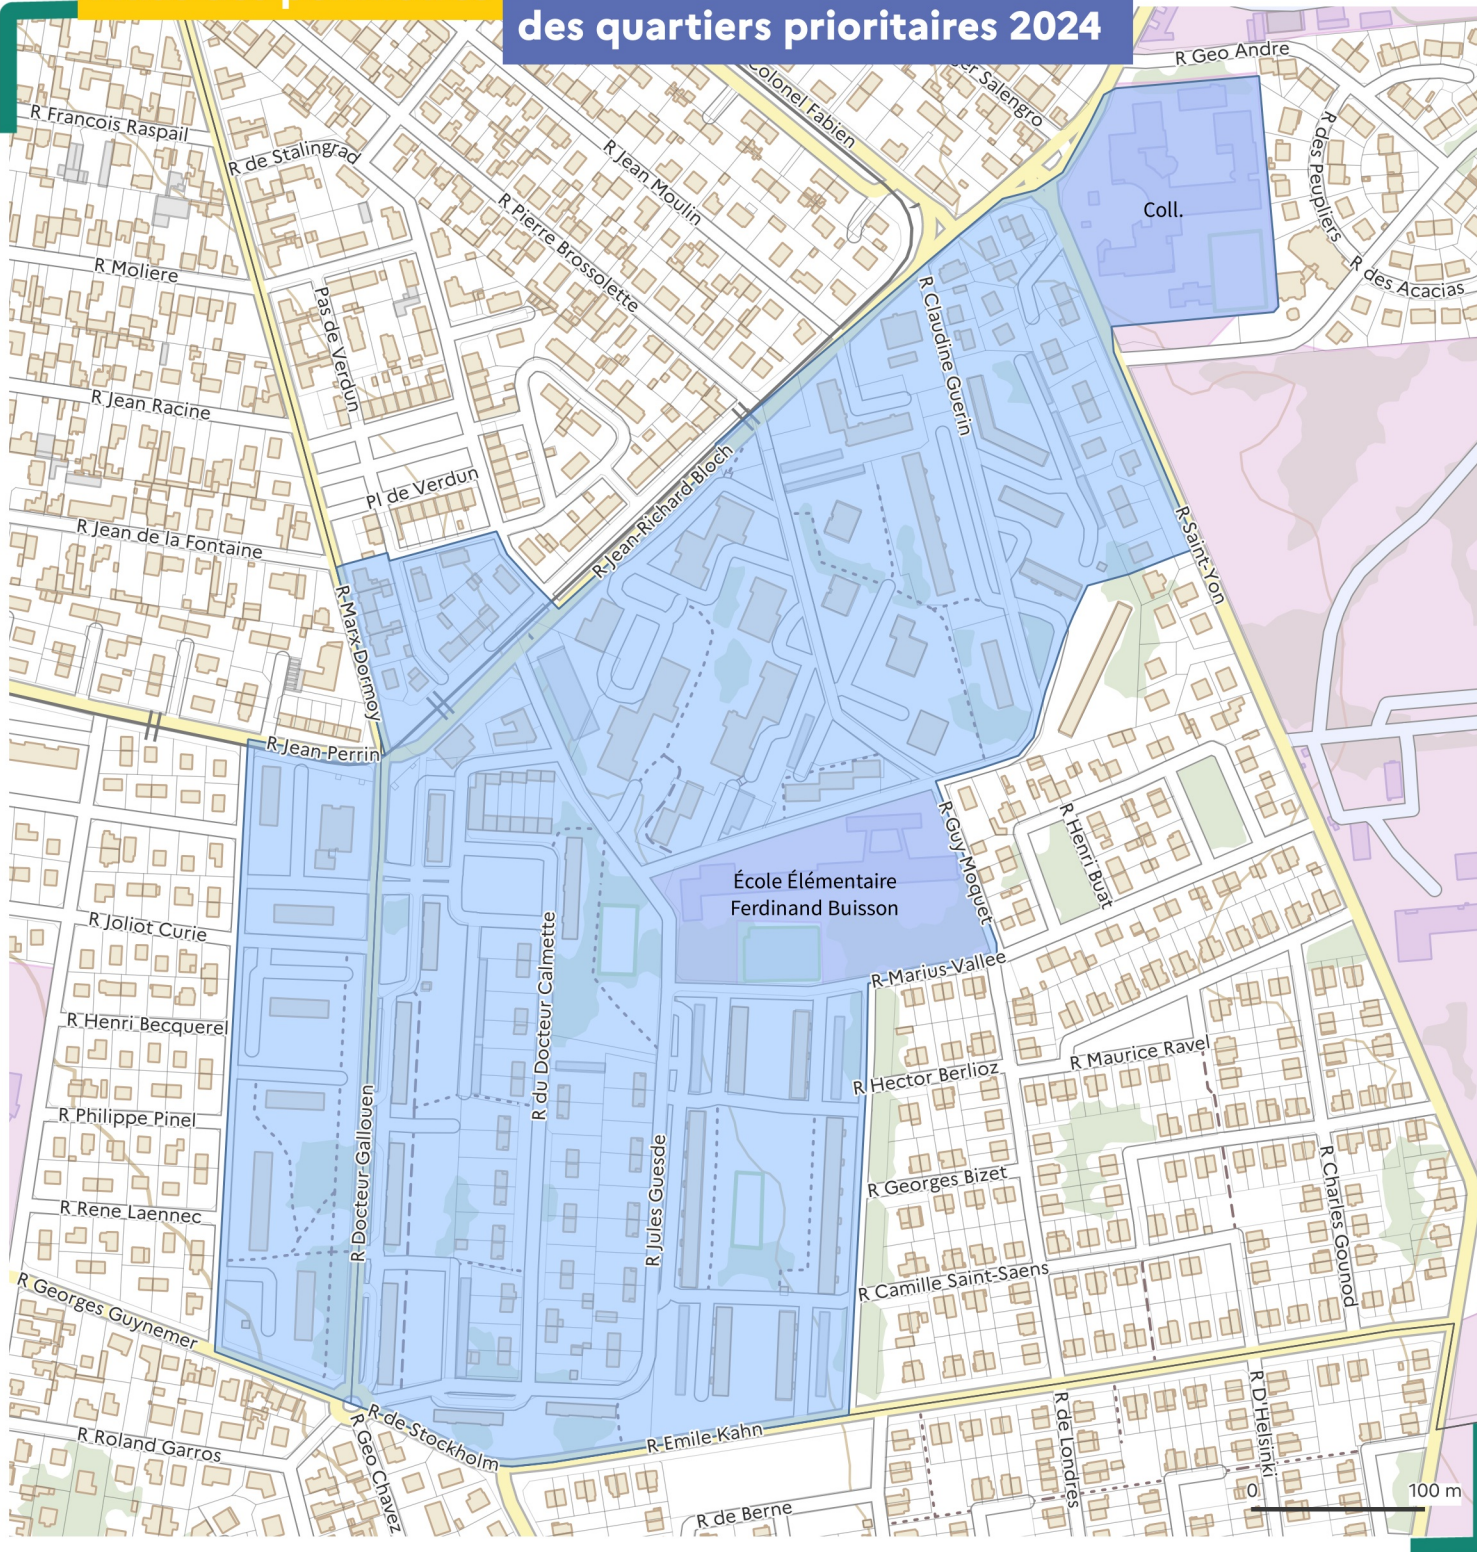 des quartiers prioritaires 2024
R Geo Andre
Colonel Fabien
Salengro
R Francois Raspail
R de Stalingrad
R Jean Moulin
R des Peupliers
R Pierre Brossolette
Coll.
R Moliere
R des Acacias
Pas de Verdun
R Claudine Guerin
R Jean Racine
Pl de Verdun
R Jean-Richard Bloch
R Jean de la Fontaine
R Saint-Yon
R Marx-Dormoy
R Jean Perrin
R Guy Moquet
R Henri Buat
École Élémentaire
Ferdinand Buisson
R Joliot Curie
R du Docteur Calmette
R Marius Vallee
R Henri Becquerel
R Maurice Ravel
R Hector Berlioz
R Philippe Pinel
R Docteur Gallouen
R Jules Guesde
R Georges Bizet
R Charles Gounod
R Rene Laennec
R Camille Saint-Saens
R Georges Guynemer
R de Stockholm
R Emile Kahn
R Roland Garros
R Geo Chavez
R de Londres
R D'Helsinki
R de Berne
0 100 m